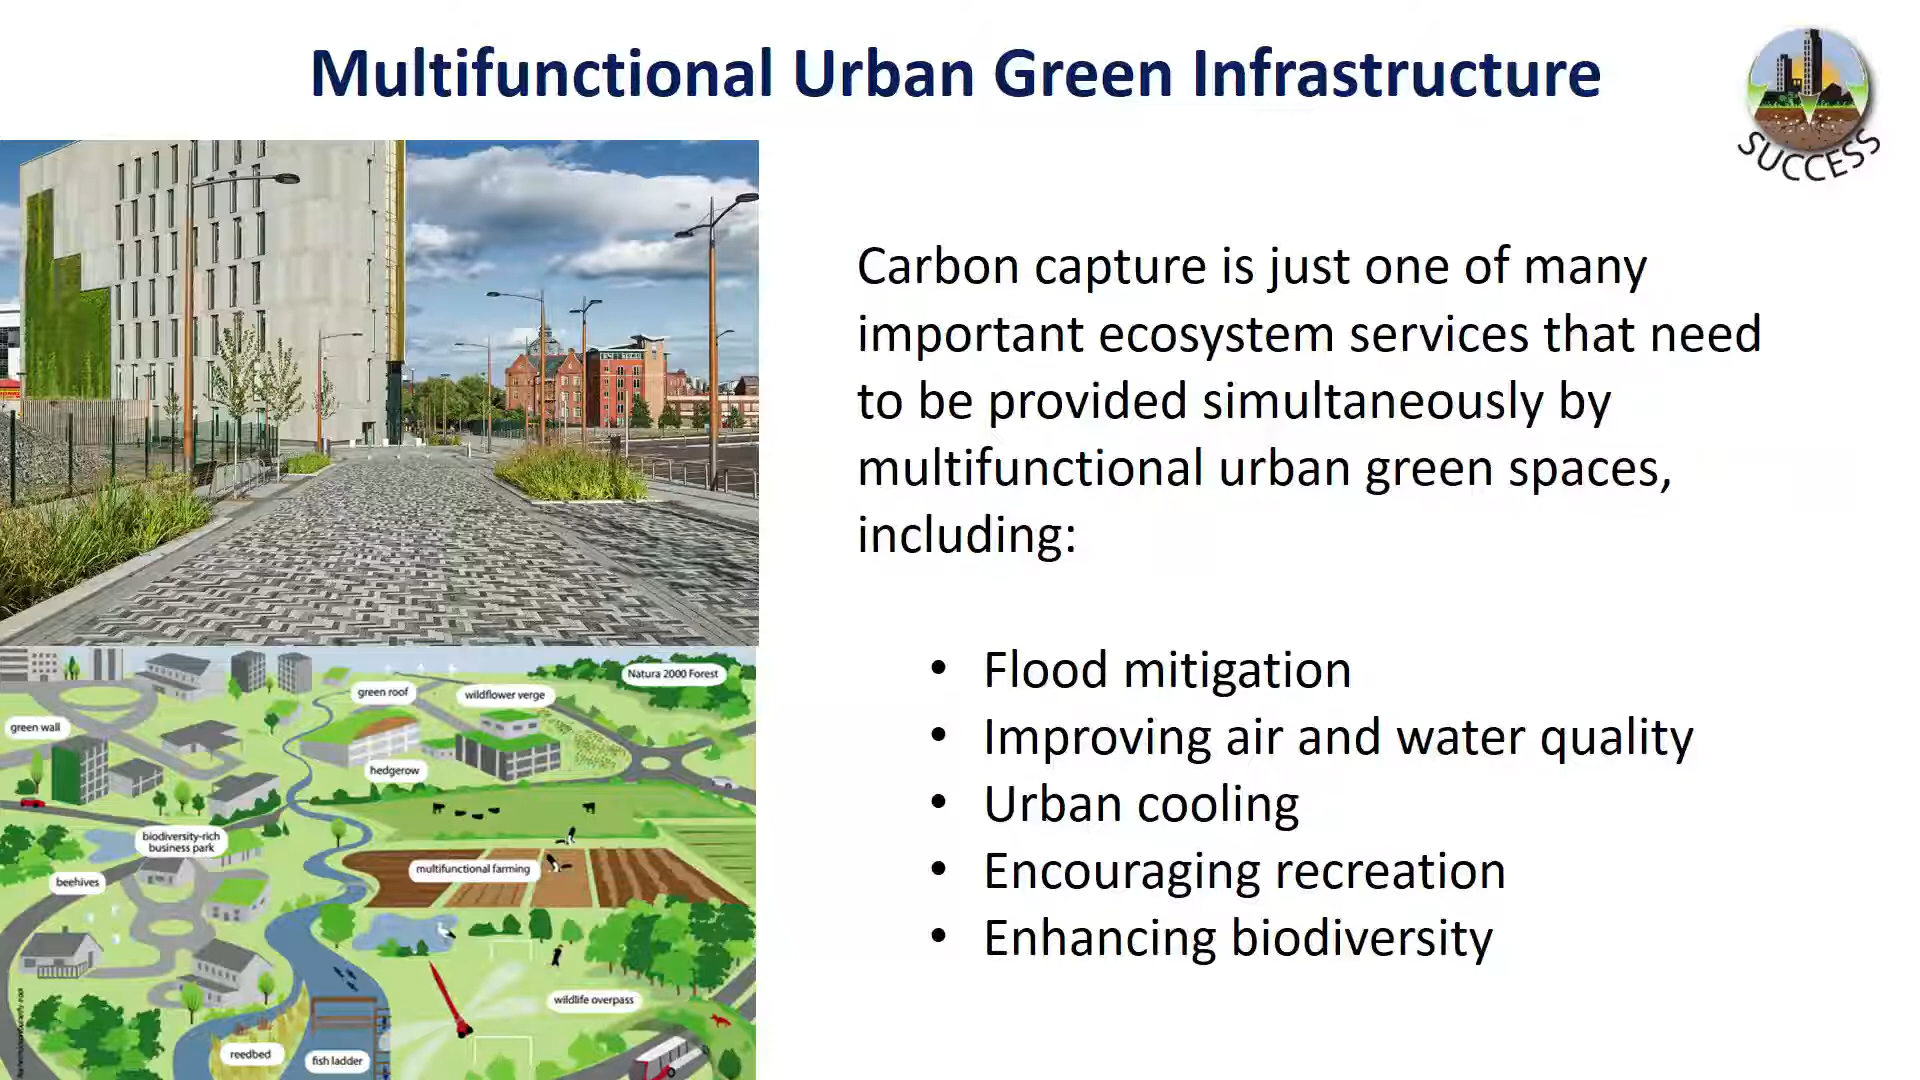 Multifunctional Urban Green Infrastructure
SUCCESS
Carbon capture is just one of many
important ecosystem services that need
to be provided simultaneously by
multifunctional urban green spaces,
including:
• Flood mitigation
• Improving air and water quality
• Urban cooling
• Encouraging recreation
• Enhancing biodiversity
Natura 2000 Forest
green roof
wildflower verge
green wall
hedgerow
biodiversity-rich
business park
multifunctional farming
beehives
wildlife overpass
reedbed
fish ladder